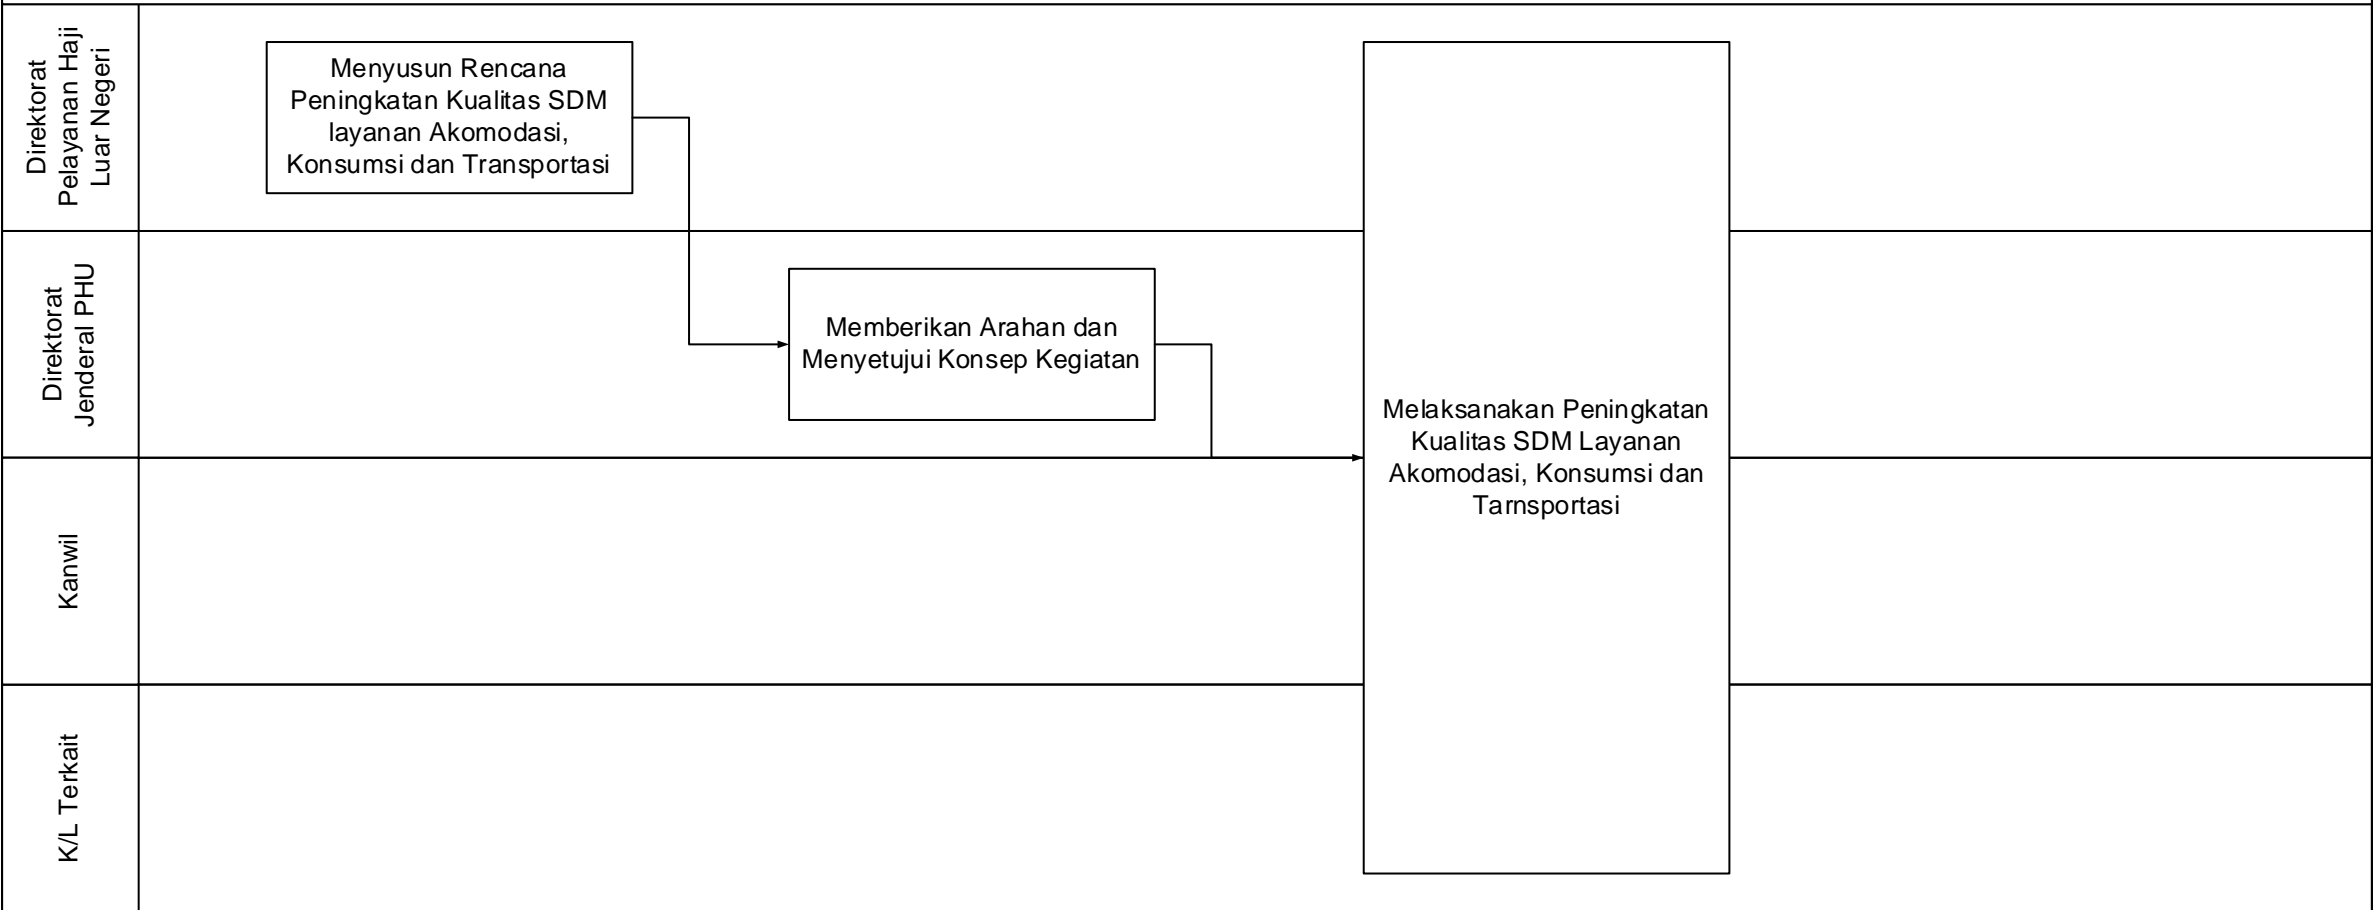 Direktorat
Pelayanan Haji
Luar Negeri
Menyusun Rencana
Peningkatan Kualitas SDM
layanan Akomodasi,
Konsumsi dan Transportasi
Direktorat
Jenderal PHU
Memberikan Arahan dan
Menyetujui Konsep Kegiatan
Melaksanakan Peningkatan
Kualitas SDM Layanan
Akomodasi, Konsumsi dan
Tarnsportasi
Kanwil
K/L Terkait